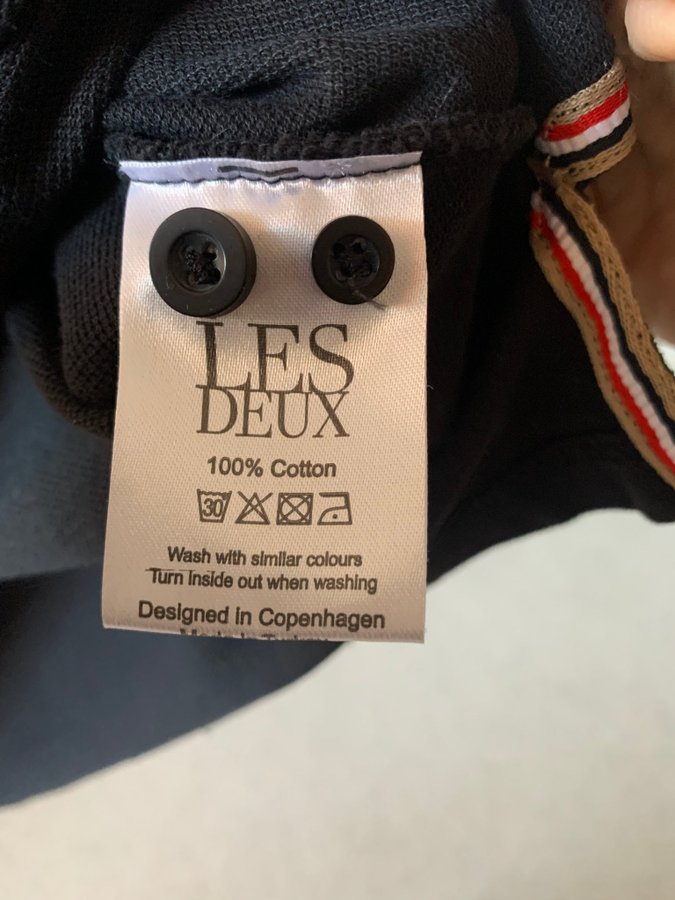 LES
DEUX
100% Cotton
30
Wash with similar colours
Turn inside out when washing
Designed in Copenhagen